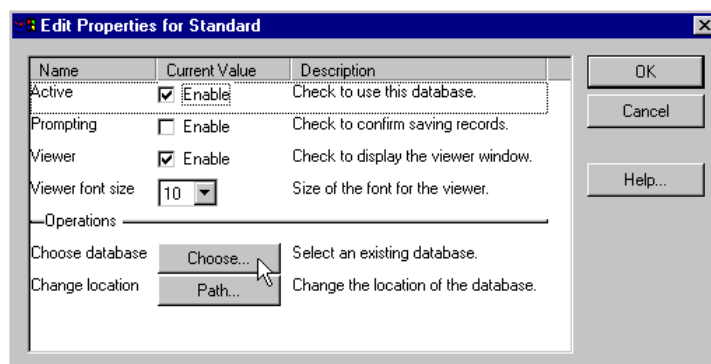 Edit Properties for Standard
Name Current Value Description
Active Enable Check to use this database.
Prompting Enable Check to confirm saving records.
Viewer Enable Check to display the viewer window.
Viewer font size 10 Size of the font for the viewer.
Operations
Choose database Choose... Select an existing database.
Change location Path... Change the location of the database.
OK
Cancel
Help...